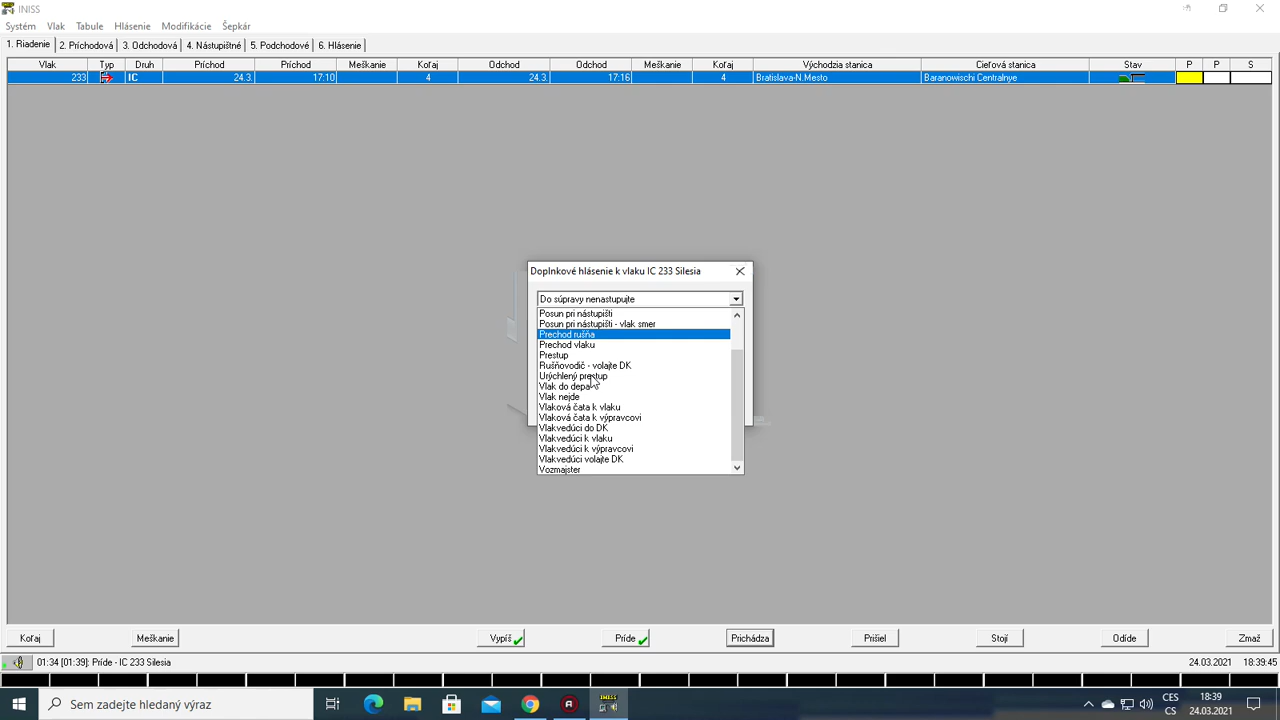 INISS
Systém Vlak Tabule Hlásenie Modifikácie Šepkár
1. Riadenie 2. Príchodová 3. Odchodová 4. Nástupištné 5. Podchodové 6. Hlásenie
Vlak Typ Druh Príchod Príchod Meškanie Koľaj Odchod Odchod Meškanie Koľaj Východzia stanica Cieľová stanica Stav P P S
233 IC 24.3. 17:10 4 24.3. 17:16 4 Bratislava-N.Mesto Baranowischi Centralnye
Doplnkové hlásenie k vlaku IC 233 Silesia
Do súpravy nenastupujte
Posun pri nástupišti
Posun pri nástupišti - vlak smer
Prechod rušňa
Prechod vlaku
Prestup
Rušňovodič - volajte DK
Urýchlený prestup
Vlak do depa
Vlak nejde
Vlaková čata k vlaku
Vlaková čata k výpravcovi
Vlakvedúci do DK
Vlakvedúci k vlaku
Vlakvedúci k výpravcovi
Vlakvedúci volajte DK
Vozmajster
Koľaj Meškanie Vypíš Príde Prichádza Prišiel Stojí Odíde Zmaž
01:34 [01:39]: Príde - IC 233 Silesia 24.03.2021 18:39:45
Sem zadejte hledaný výraz CES 18:39
CS 24.03.2021